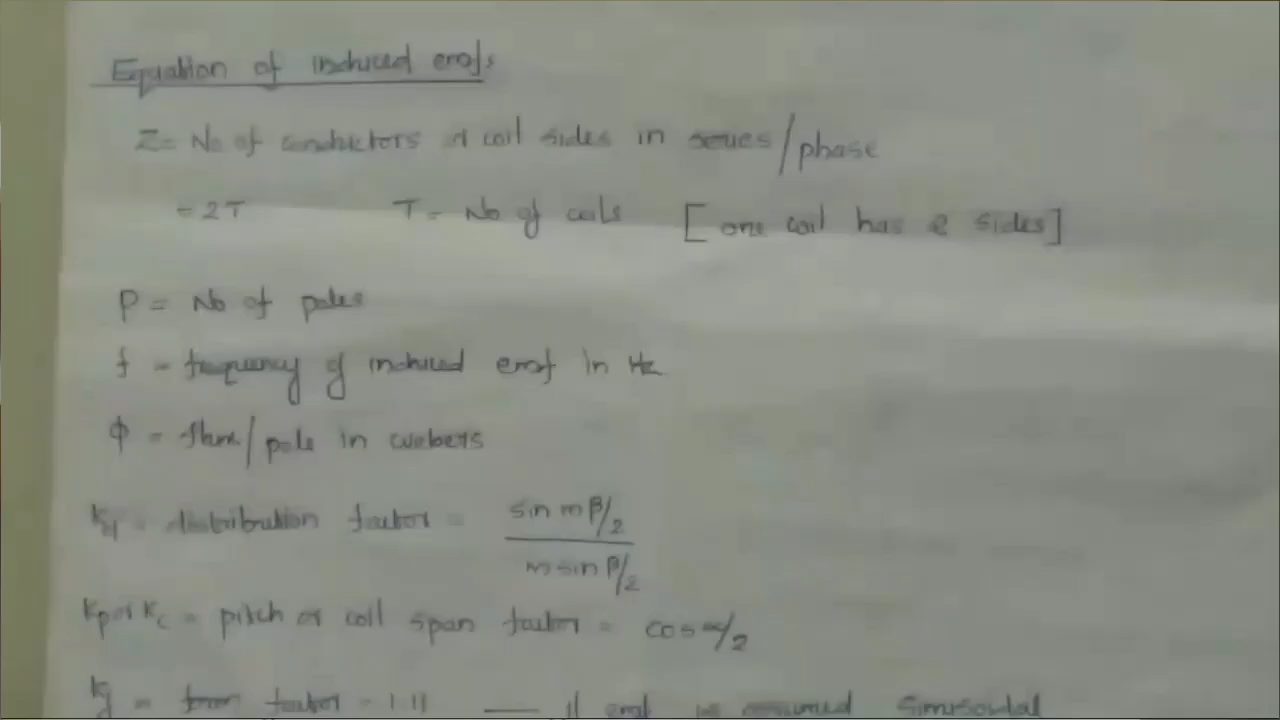 Equation of induced emf:
Z = No of conductors or coil sides in series/phase
= 2T T = No of coils [one coil has 2 sides]
P = No of poles
f = frequency of induced emf in Hz
Φ = flux/pole in webers
Kd = distribution factor = sin mβ/2
m sin β/2
Kp or Kc = pitch or coil span factor = cos α/2
Kf = form factor = 1.11 — if emf is assumed sinusoidal